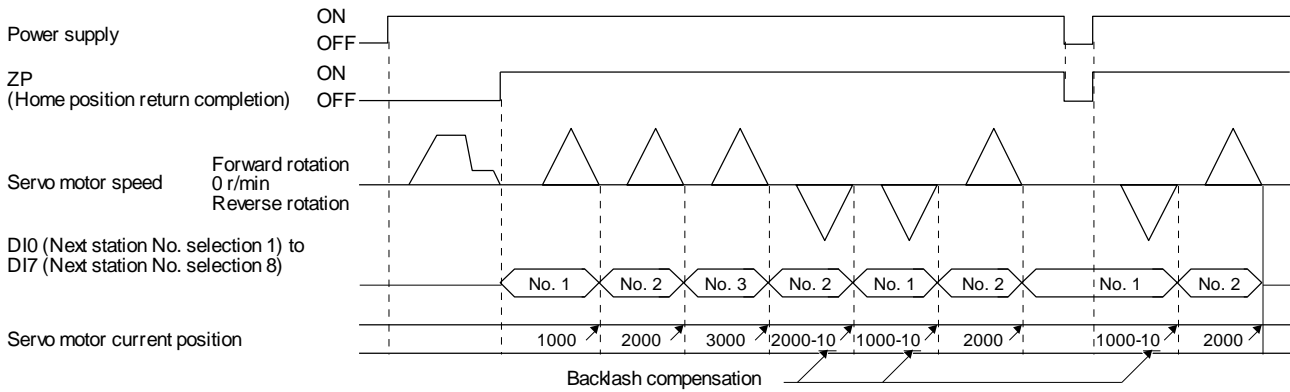 Power supply
ON
OFF
ZP
(Home position return completion)
ON
OFF
Servo motor speed
Forward rotation
0 r/min
Reverse rotation
DI0 (Next station No. selection 1) to
DI7 (Next station No. selection 8)
No. 1 No. 2 No. 3 No. 2 No. 1 No. 2 No. 1 No. 2
Servo motor current position
1000 2000 3000 2000-10 1000-10 2000 1000-10 2000
Backlash compensation